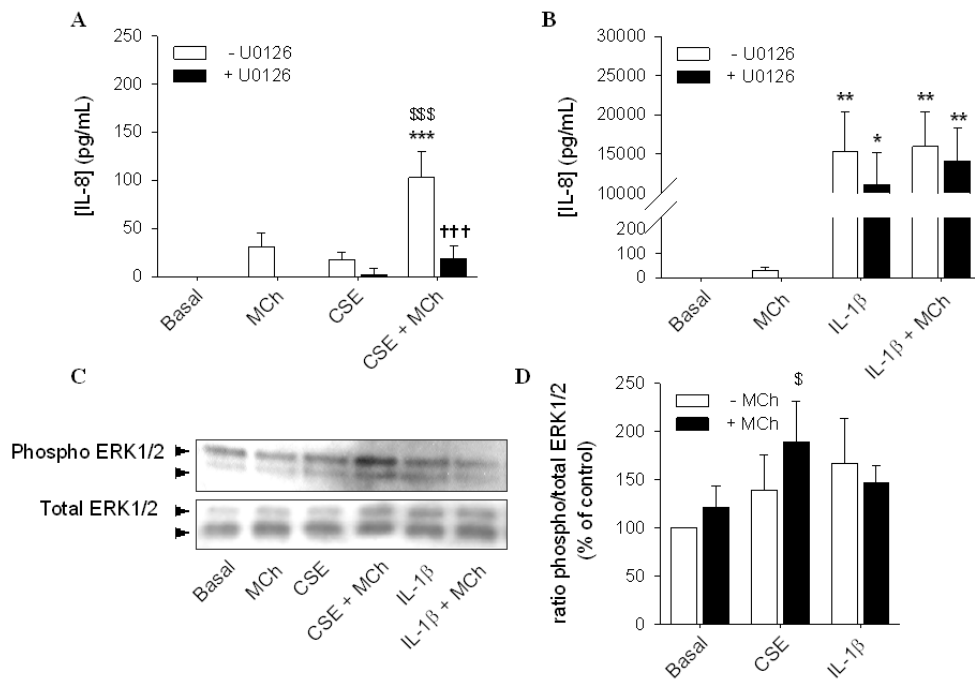 A
250
200
150
100
50
0
[IL-8] (pg/mL)
- U0126
+ U0126
$$$
***
†††
Basal
MCh
CSE
CSE + MCh
B
30000
25000
20000
15000
10000
200
100
0
[IL-8] (pg/mL)
- U0126
+ U0126
**
*
**
**
Basal
MCh
IL-1β
IL-1β + MCh
C
Phospho ERK1/2
Total ERK1/2
Basal
MCh
CSE
CSE + MCh
IL-1β
IL-1β + MCh
D
250
200
150
100
50
0
ratio phospho/total ERK1/2
(% of control)
- MCh
+ MCh
$
Basal
CSE
IL-1β